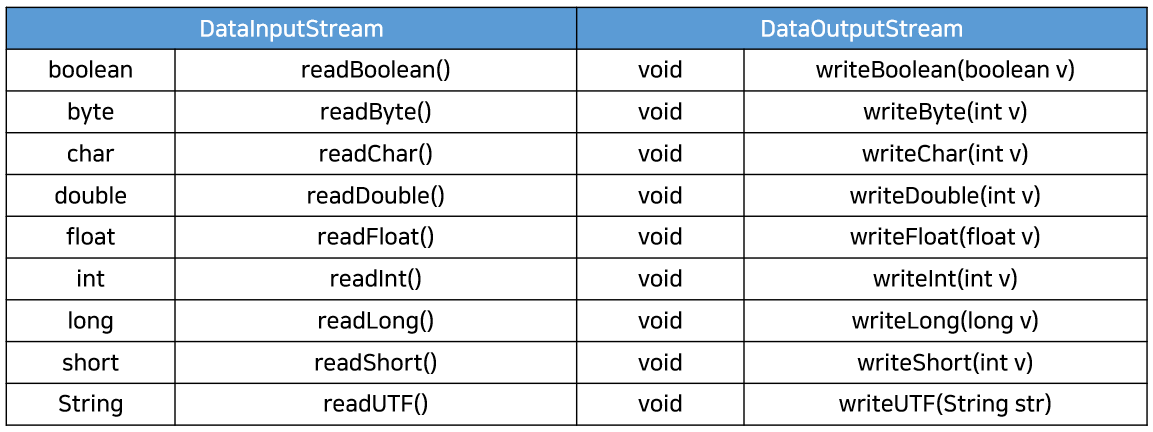 DataInputStream DataOutputStream
boolean readBoolean() void writeBoolean(boolean v)
byte readByte() void writeByte(int v)
char readChar() void writeChar(int v)
double readDouble() void writeDouble(int v)
float readFloat() void writeFloat(float v)
int readInt() void writeInt(int v)
long readLong() void writeLong(long v)
short readShort() void writeShort(int v)
String readUTF() void writeUTF(String str)